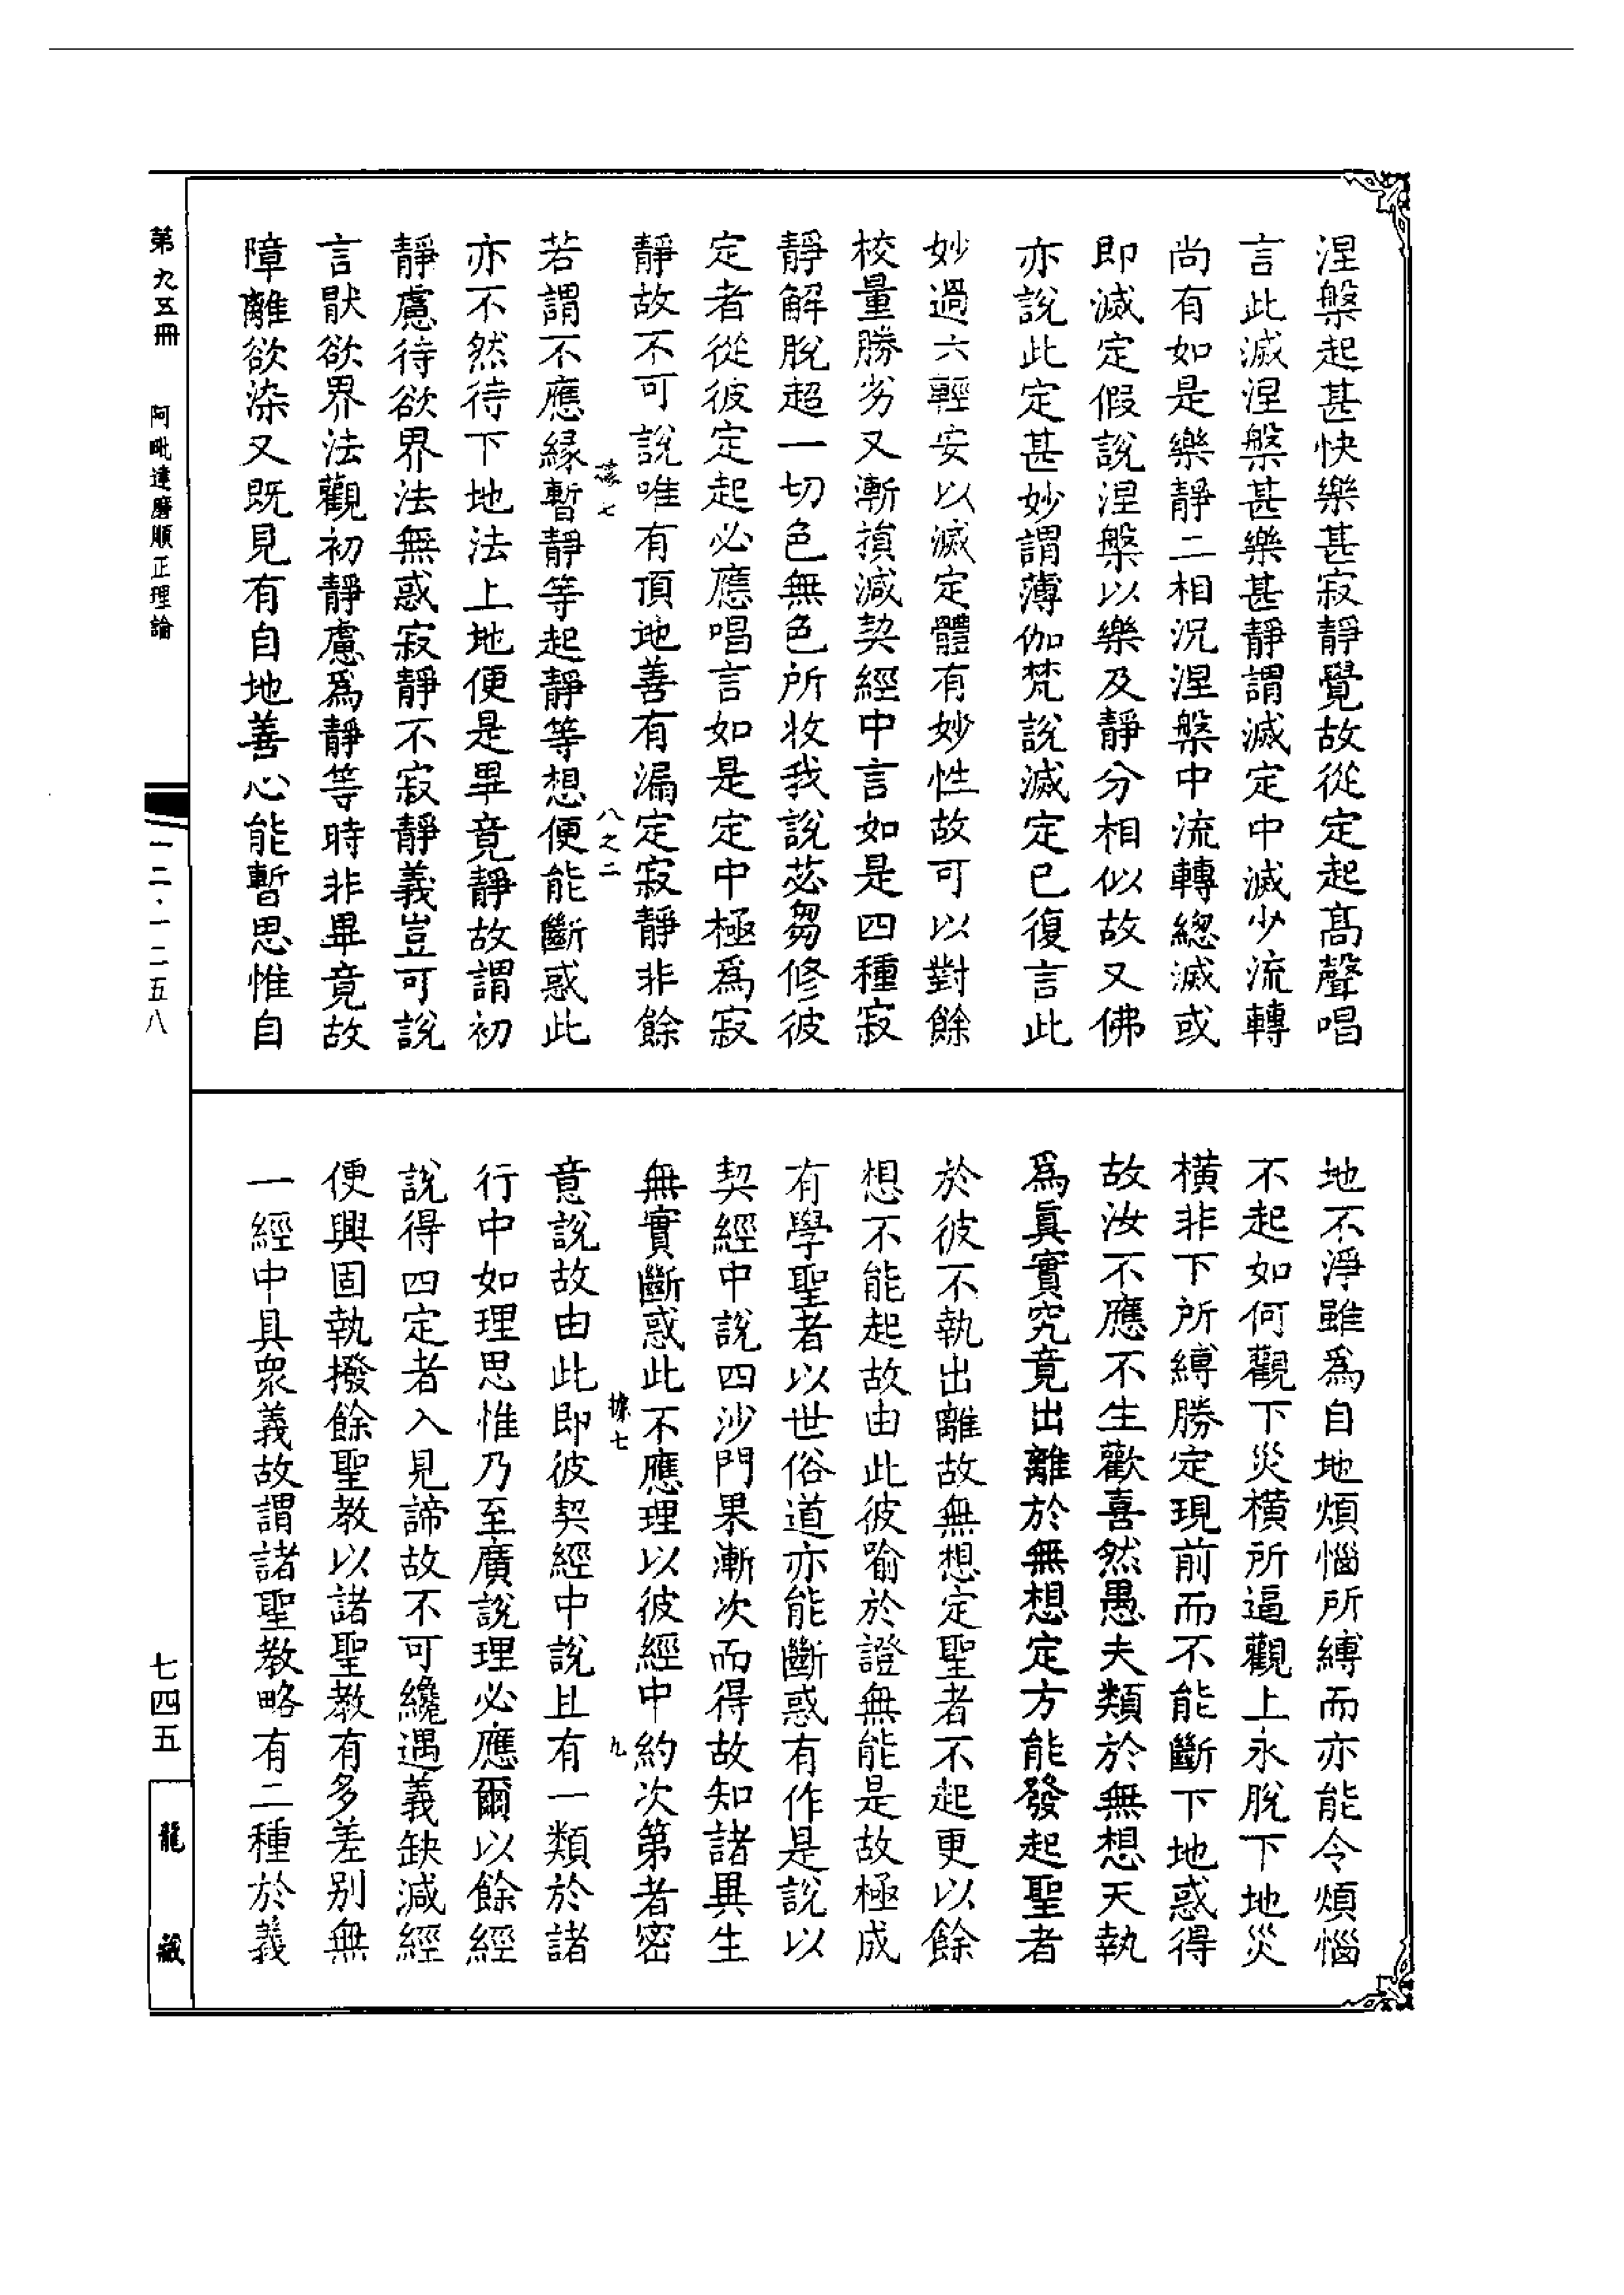 涅槃起甚快樂甚寂靜覺故從定起高聲唱
言此滅涅槃甚樂甚靜謂滅定中滅少流轉
尚有如是樂靜二相況涅槃中流轉總滅或
即滅定假說涅槃以樂及靜分相似故又佛
亦說此定甚妙謂薄伽梵說滅定已復言此
妙過六輕安以滅定體有妙性故可以對餘
校量勝劣又漸損減契經中言如是四種寂
靜解脫超一切色無色所收我說苾芻修彼
定者從彼定起必應唱言如是定中極為寂
靜故不可說唯有頂地善有漏定寂靜非餘
七
八之二
若謂不應緣暫靜等起靜等想便能斷惑此
亦不然待下地法上地便是畢竟靜故謂初
靜慮待欲界法無惑寂靜不寂靜義豈可說
言猒欲界法觀初靜慮爲靜等時非畢竟故
障離欲染又既見有自地善心能暫思惟自
地不淨雖爲自地煩惱所縛而亦能令煩惱
不起如何觀下災橫所逼觀上永脫下地災
橫非下所縛勝定現前而不能斷下地惑得
故汝不應不生歡喜然愚夫類於無想天執
爲眞實究竟出離於無想定方能發起聖者
於彼不執出離故無想定聖者不起更以餘
想不能起故由此彼喻於證無能是故極成
有學聖者以世俗道亦能斷惑有作是說以
契經中說四沙門果漸次而得故知諸異生
無實斷惑此不應理以彼經中約次第者密
據七
九
意說故由此即彼契經中說且有一類於諸
行中如理思惟乃至廣說理必應爾以餘經
說得四定者入見諦故不可纔遇義缺減經
便興固執撥餘聖教以諸聖教有多差別無
一經中具衆義故謂諸聖教略有二種於義
第九五冊　阿毗達磨順正理論
一二·一二五八
七四五
龍藏